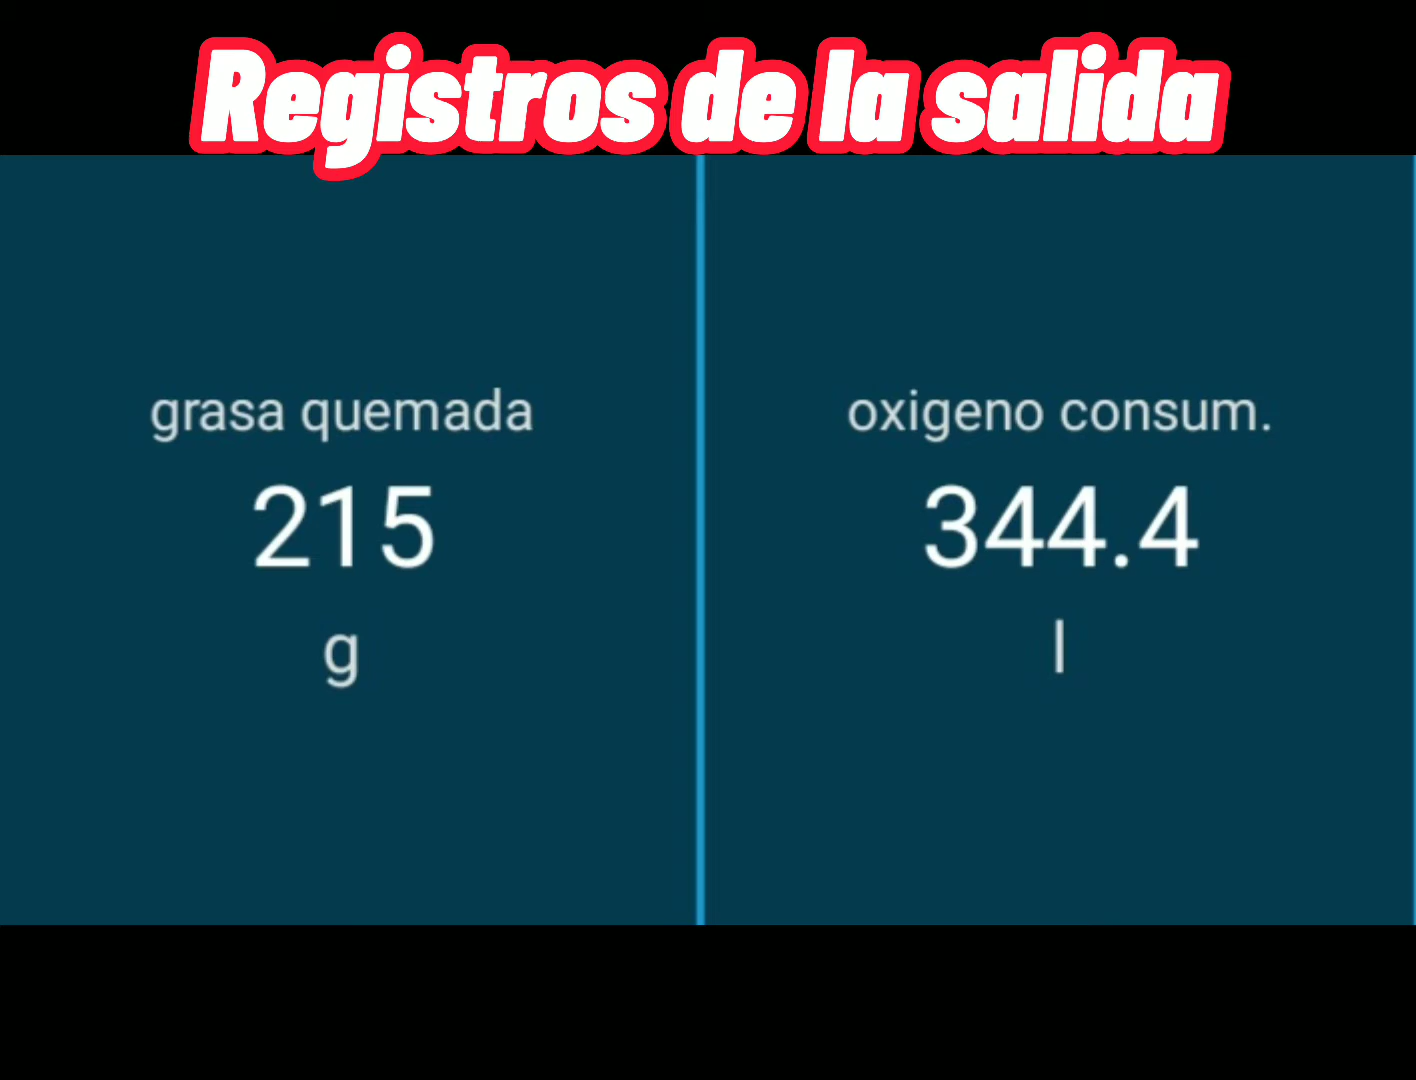 Registros de la salida
grasa quemada
215
g
oxigeno consum.
344.4
l